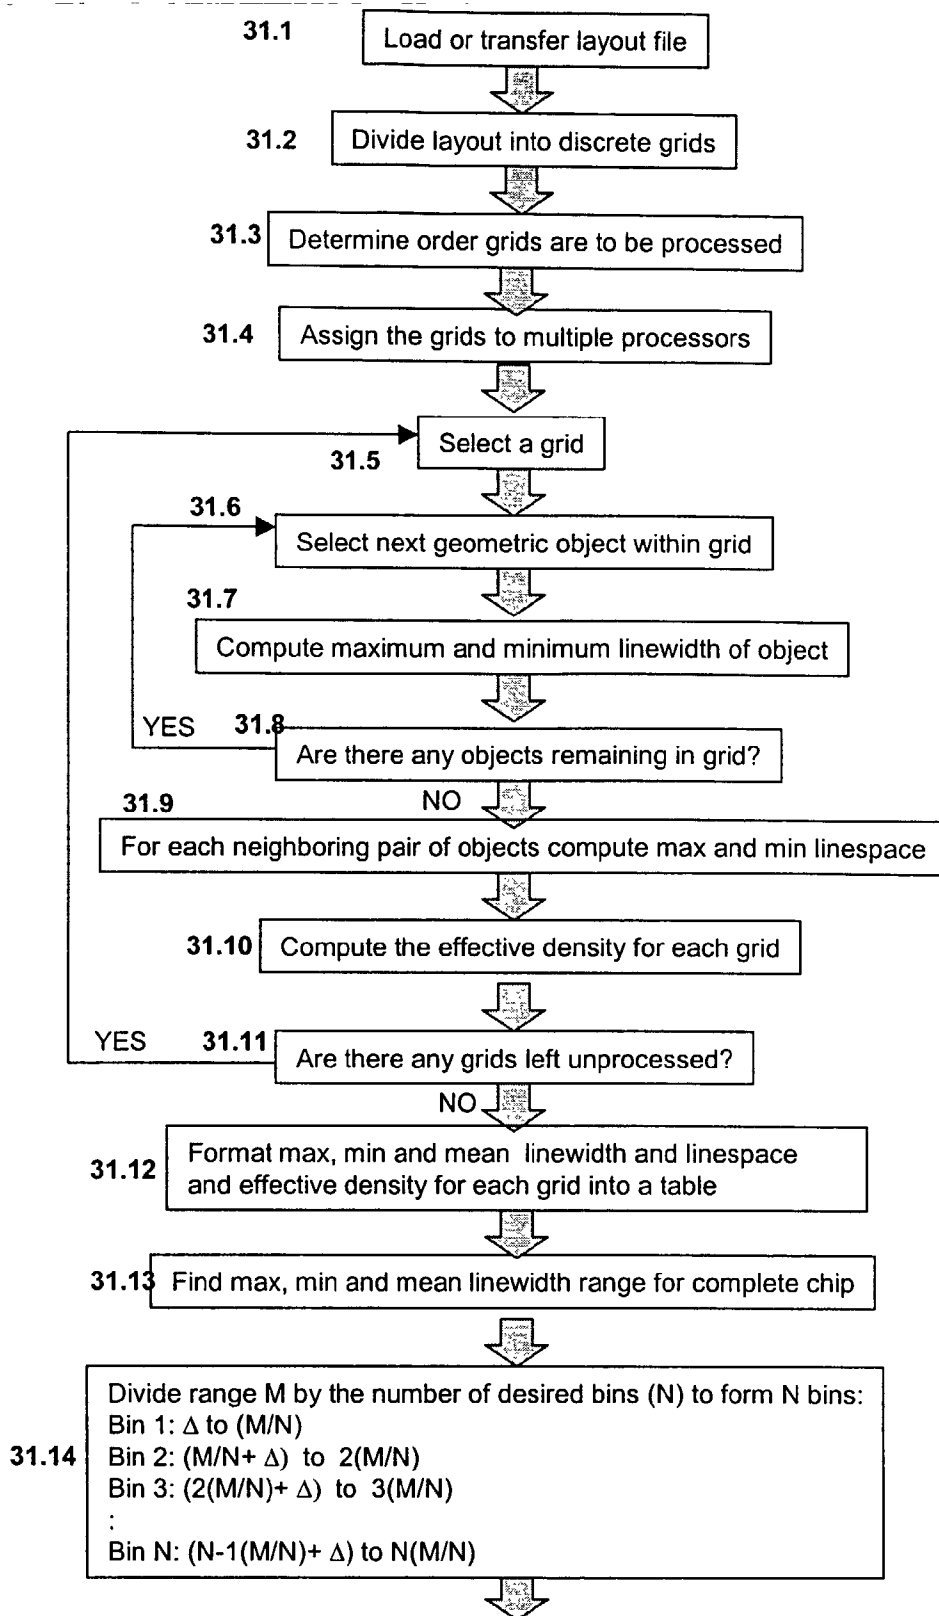 31.1
Load or transfer layout file
31.2
Divide layout into discrete grids
31.3
Determine order grids are to be processed
31.4
Assign the grids to multiple processors
31.5
Select a grid
31.6
Select next geometric object within grid
31.7
Compute maximum and minimum linewidth of object
YES
31.8
Are there any objects remaining in grid?
NO
31.9
For each neighboring pair of objects compute max and min linespace
31.10
Compute the effective density for each grid
YES
31.11
Are there any grids left unprocessed?
NO
31.12
Format max, min and mean linewidth and linespace
and effective density for each grid into a table
31.13
Find max, min and mean linewidth range for complete chip
31.14
Divide range M by the number of desired bins (N) to form N bins:
Bin 1: Δ to (M/N)
Bin 2: (M/N+ Δ) to 2(M/N)
Bin 3: (2(M/N)+ Δ) to 3(M/N)
:
Bin N: (N-1(M/N)+ Δ) to N(M/N)